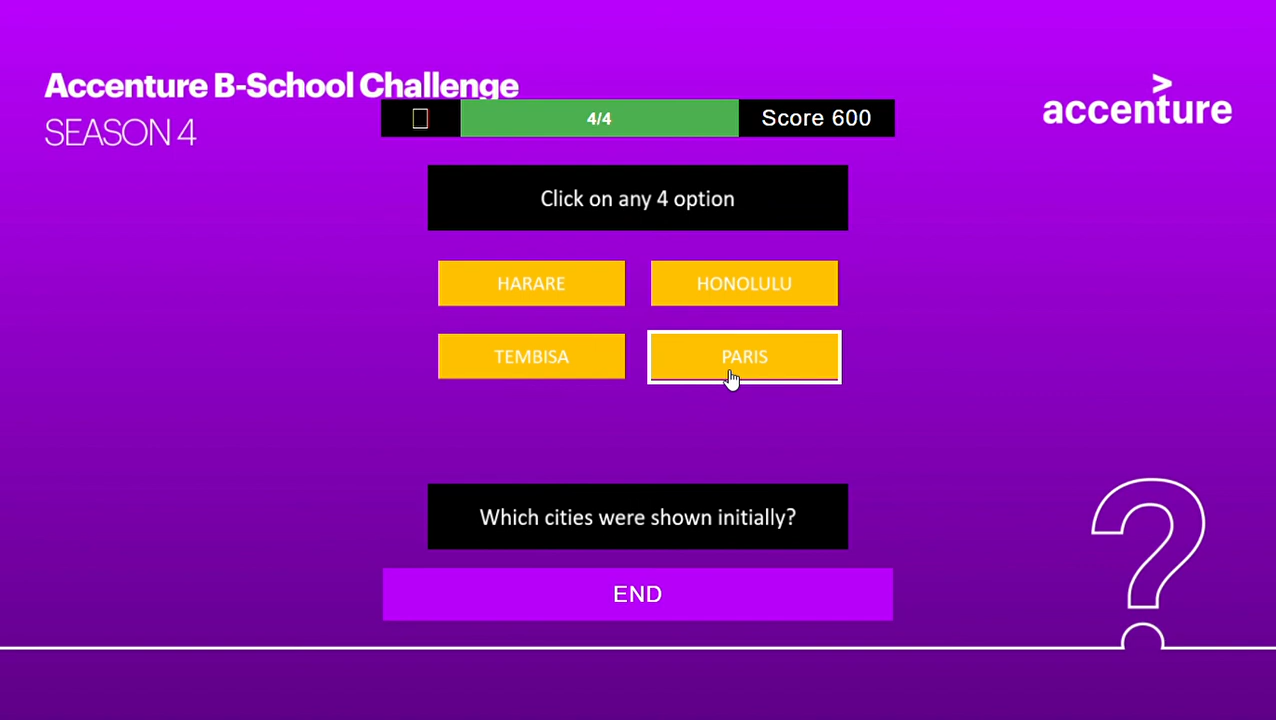 Accenture B-School Challenge
SEASON 4
>
accenture
4/4
Score 600
Click on any 4 option
HARARE
HONOLULU
TEMBISA
PARIS
Which cities were shown initially?
END
?